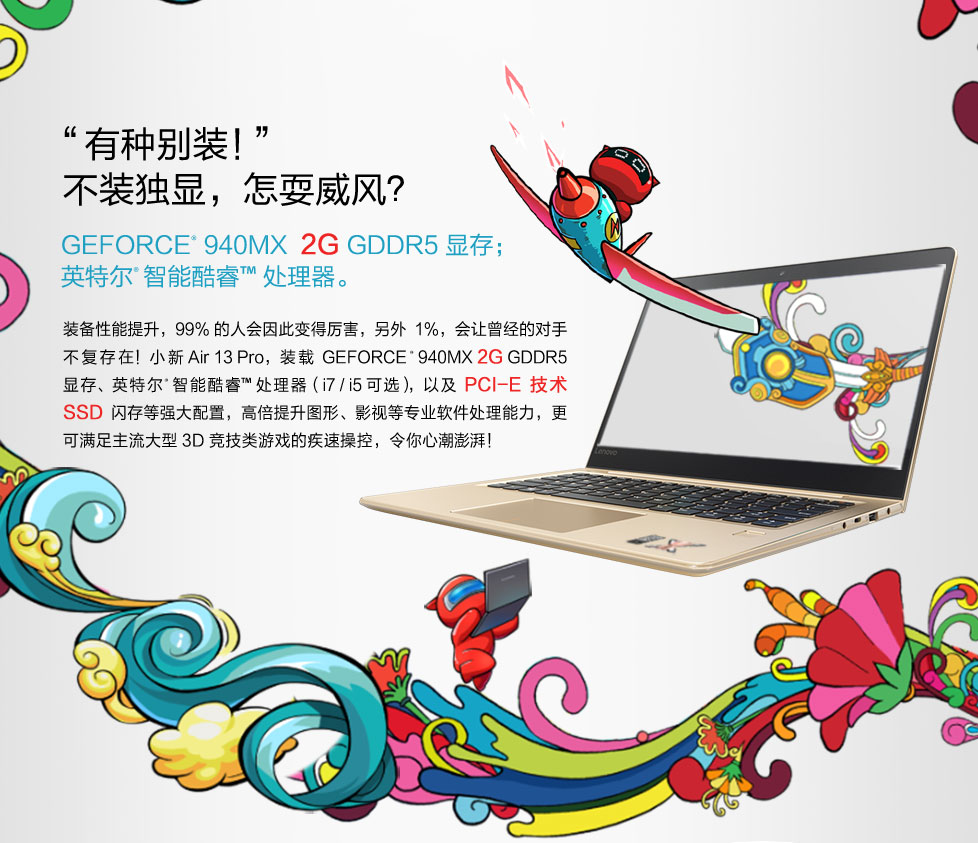 “有种别装！”
不装独显，怎耍威风？
GEFORCE® 940MX 2G GDDR5 显存；
英特尔® 智能酷睿™ 处理器。
装备性能提升，99% 的人会因此变得厉害，另外 1%，会让曾经的对手
不复存在！小新 Air 13 Pro，装载 GEFORCE® 940MX 2G GDDR5
显存、英特尔® 智能酷睿™ 处理器（ i7 / i5 可选），以及 PCI-E 技术
SSD 闪存等强大配置，高倍提升图形、影视等专业软件处理能力，更
可满足主流大型 3D 竞技类游戏的疾速操控，令你心潮澎湃！
Lenovo
N